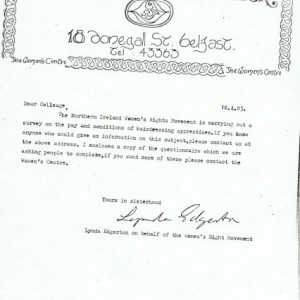 18 Donegall St. Belfast.
Tel: 43363
The Women's Centre
The Women's Centre
Dear Colleage,
18.4.83.
The Northern Ireland Women's Rights Movement is carrying out a
survey on the pay and conditions of hairdessing apprentices,if you know
anyone who could give us information on this subject,please contact us at
the above address. I encloses a copy of the questionnaire which we are
asking people to complete,if you want more of these please contact the
Women's Centre.
Yours in sisterhood
Lynda Edgerton
Lynda Edgerton on behalf of the Women's Right Movement